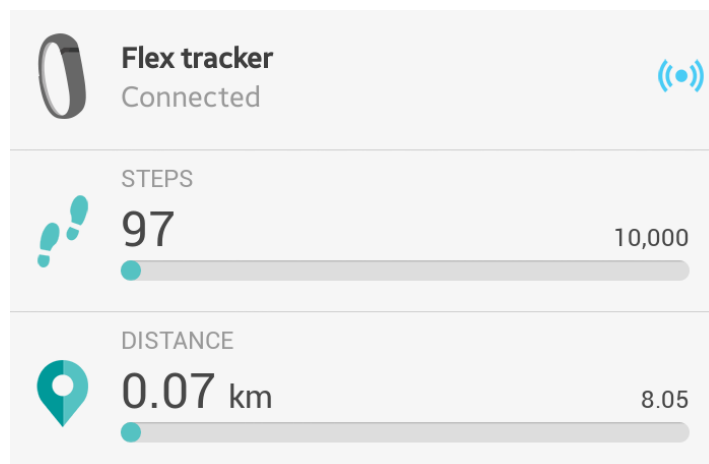 Flex tracker
Connected
STEPS
97
10,000
DISTANCE
0.07 km
8.05